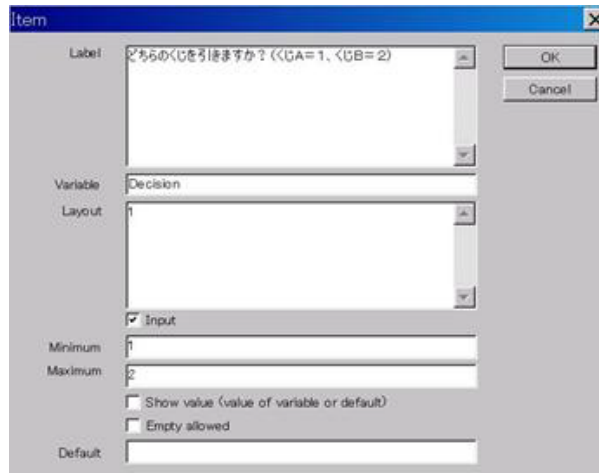 Item
Label
どちらのくじを引きますか？(くじA＝1、くじB＝2)
OK
Cancel
Variable
Decision
Layout
1
Input
Minimum
1
Maximum
2
Show value (value of variable or default)
Empty allowed
Default